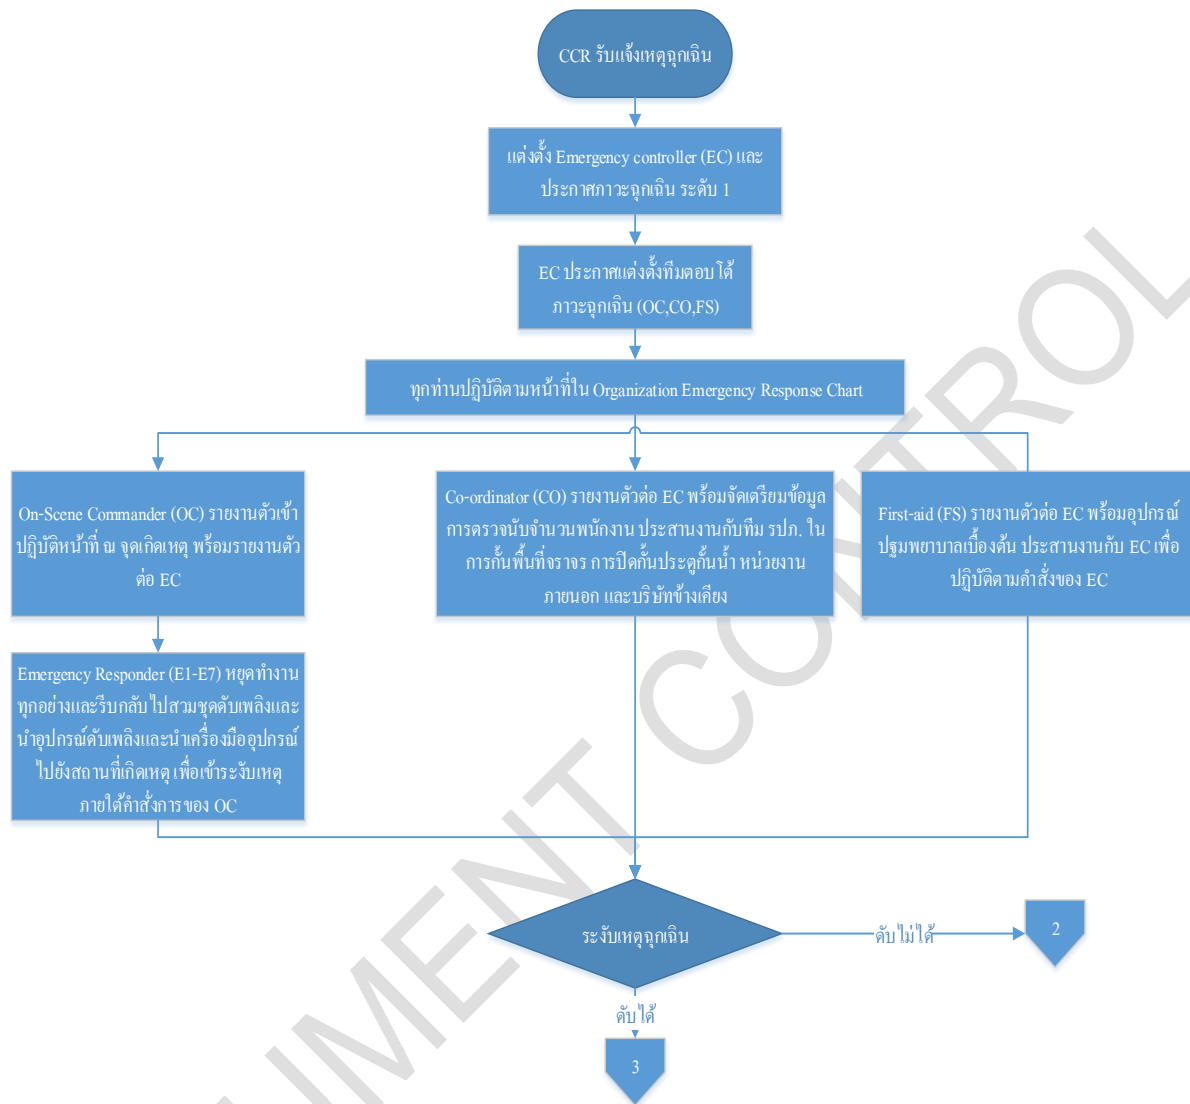 CCR รับแจ้งเหตุฉุกเฉิน
แต่งตั้ง Emergency controller (EC) และ
ประกาศภาวะฉุกเฉิน ระดับ 1
EC ประกาศแต่งตั้งทีมตอบโต้
ภาวะฉุกเฉิน (OC,CO,FS)
ทุกท่านปฏิบัติตามหน้าที่ใน Organization Emergency Response Chart
On-Scene Commander (OC) รายงานตัวเข้า
ปฏิบัติหน้าที่ ณ จุดเกิดเหตุ พร้อมรายงานตัว
ต่อ EC
Co-ordinator (CO) รายงานตัวต่อ EC พร้อมจัดเตรียมข้อมูล
การตรวจนับจำนวนพนักงาน ประสานงานกับทีม รปภ. ใน
การกั้นพื้นที่จราจร การปิดกั้นประตูกั้นน้ำ หน่วยงาน
ภายนอก และบริษัทข้างเคียง
First-aid (FS) รายงานตัวต่อ EC พร้อมอุปกรณ์
ปฐมพยาบาลเบื้องต้น ประสานงานกับ EC เพื่อ
ปฏิบัติตามคำสั่งของ EC
Emergency Responder (E1-E7) หยุดทำงาน
ทุกอย่างและรีบกลับไปสวมชุดดับเพลิงและ
นำอุปกรณ์ดับเพลิงและนำเครื่องมืออุปกรณ์
ไปยังสถานที่เกิดเหตุ เพื่อเข้าระงับเหตุ
ภายใต้คำสั่งการของ OC
ระงับเหตุฉุกเฉิน
ดับไม่ได้
2
ดับได้
3
UMENT CONTROL